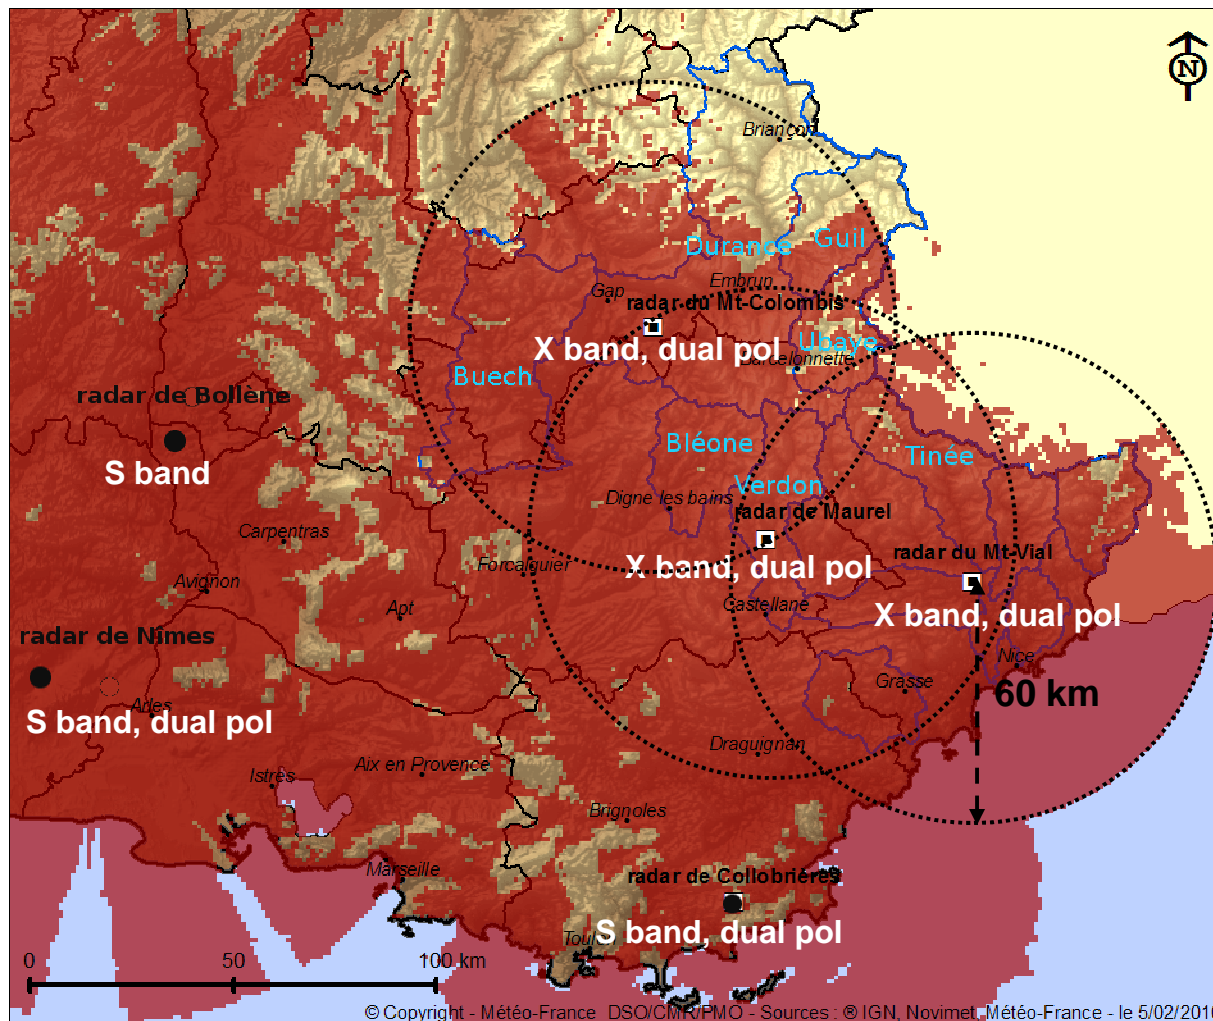 N
Briançon
Durance
Guil
Embrun
Gap
radar du Mt-Colombis
Ubaye
X band, dual pol
Barcelonnette
Buech
radar de Bollène
Bléone
Tinée
S band
Verdon
Digne les bains
radar de Maurel
Carpentras
radar du Mt-Vial
Forcalquier
X band, dual pol
Avignon
Apt
Castellane
X band, dual pol
radar de Nîmes
Nice
Grasse
60 km
Arles
S band, dual pol
Draguignan
Istres
Aix en Provence
Brignoles
Marseille
radar de Collobrières
S band, dual pol
0 50 100 km
© Copyright - Météo-France DSO/CMR/PMO - Sources : ® IGN, Novimet, Météo-France - le 5/02/2010